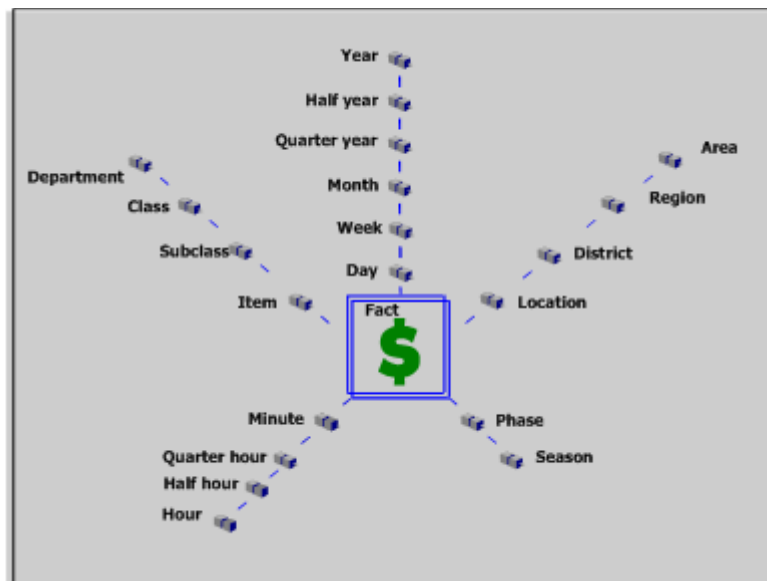 Year
Half year
Quarter year
Month
Week
Day
Department
Class
Subclass
Item
Area
Region
District
Location
Fact
$
Minute
Quarter hour
Half hour
Hour
Phase
Season